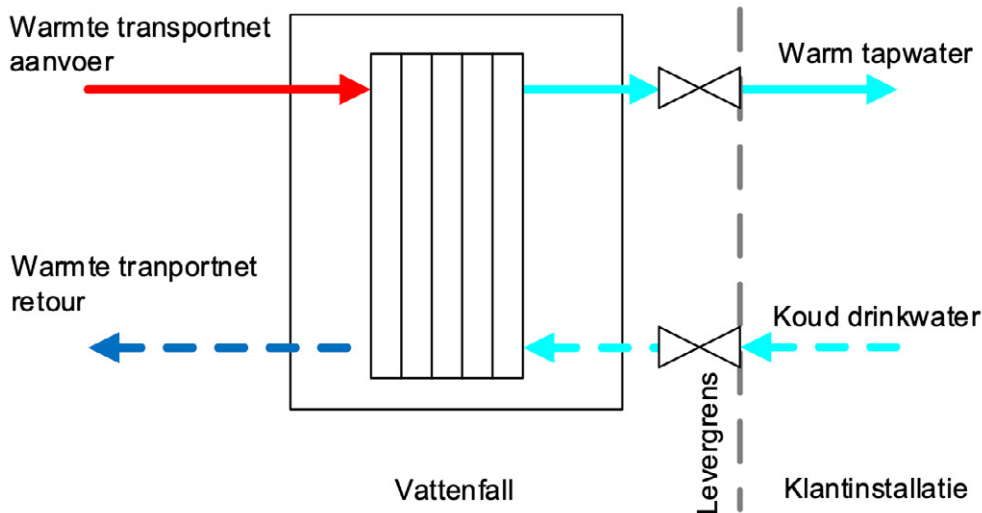 Warmte transportnet
aanvoer
Warm tapwater
Warmte tranportnet
retour
Koud drinkwater
Levergrens
Vattenfall
Klantinstallatie